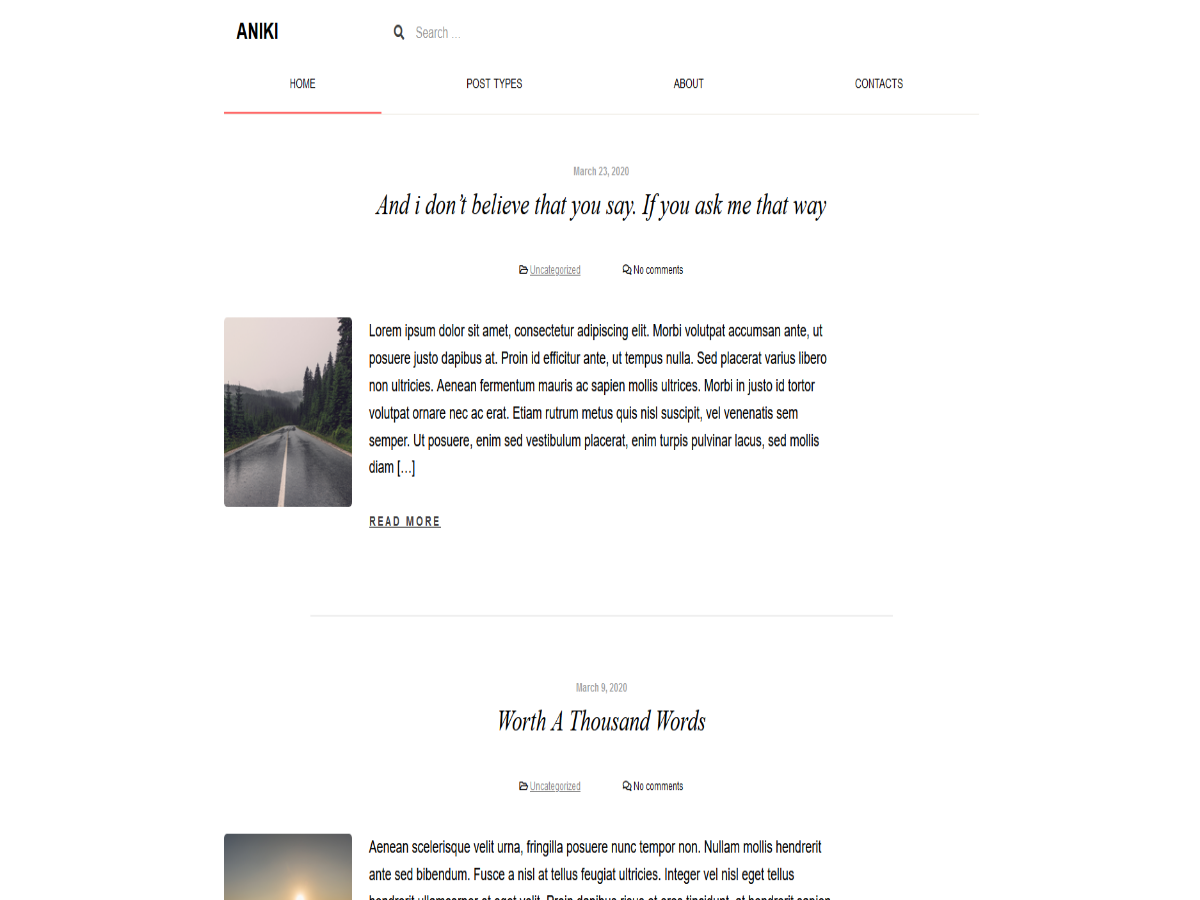 ANIKI
Search ...
HOME
POST TYPES
ABOUT
CONTACTS
March 23, 2020
And i don’t believe that you say. If you ask me that way
Uncategorized
No comments
Lorem ipsum dolor sit amet, consectetur adipiscing elit. Morbi volutpat accumsan ante, ut
posuere justo dapibus at. Proin id efficitur ante, ut tempus nulla. Sed placerat varius libero
non ultricies. Aenean fermentum mauris ac sapien mollis ultrices. Morbi in justo id tortor
volutpat ornare nec ac erat. Etiam rutrum metus quis nisl suscipit, vel venenatis sem
semper. Ut posuere, enim sed vestibulum placerat, enim turpis pulvinar lacus, sed mollis
diam […]
READ MORE
March 9, 2020
Worth A Thousand Words
Uncategorized
No comments
Aenean scelerisque velit urna, fringilla posuere nunc tempor non. Nullam mollis hendrerit
ante sed bibendum. Fusce a nisl at tellus feugiat ultricies. Integer vel nisl eget tellus